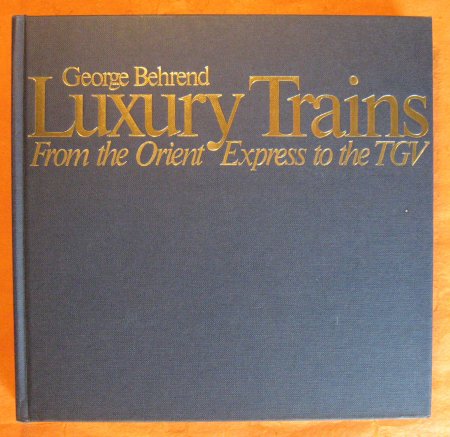 George Behrend
Luxury Trains
From the Orient Express to the TGV